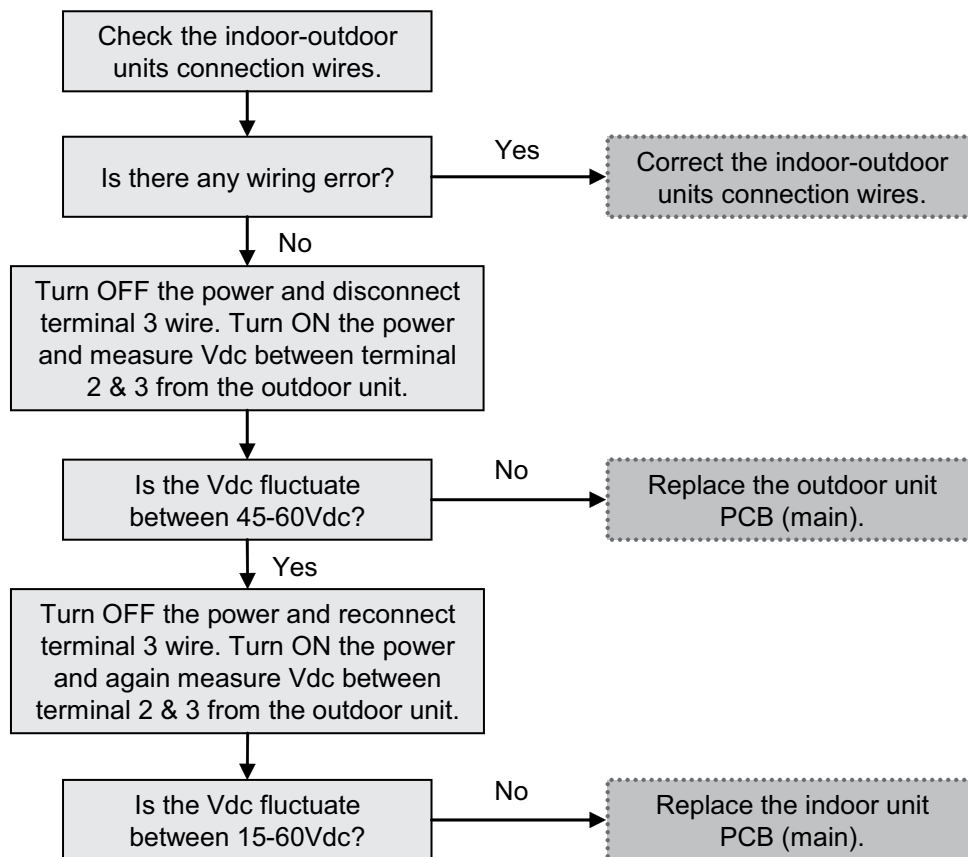 Check the indoor-outdoor
units connection wires.
Is there any wiring error?
Yes
Correct the indoor-outdoor
units connection wires.
No
Turn OFF the power and disconnect
terminal 3 wire. Turn ON the power
and measure Vdc between terminal
2 & 3 from the outdoor unit.
Is the Vdc fluctuate
between 45-60Vdc?
No
Replace the outdoor unit
PCB (main).
Yes
Turn OFF the power and reconnect
terminal 3 wire. Turn ON the power
and again measure Vdc between
terminal 2 & 3 from the outdoor unit.
Is the Vdc fluctuate
between 15-60Vdc?
No
Replace the indoor unit
PCB (main).